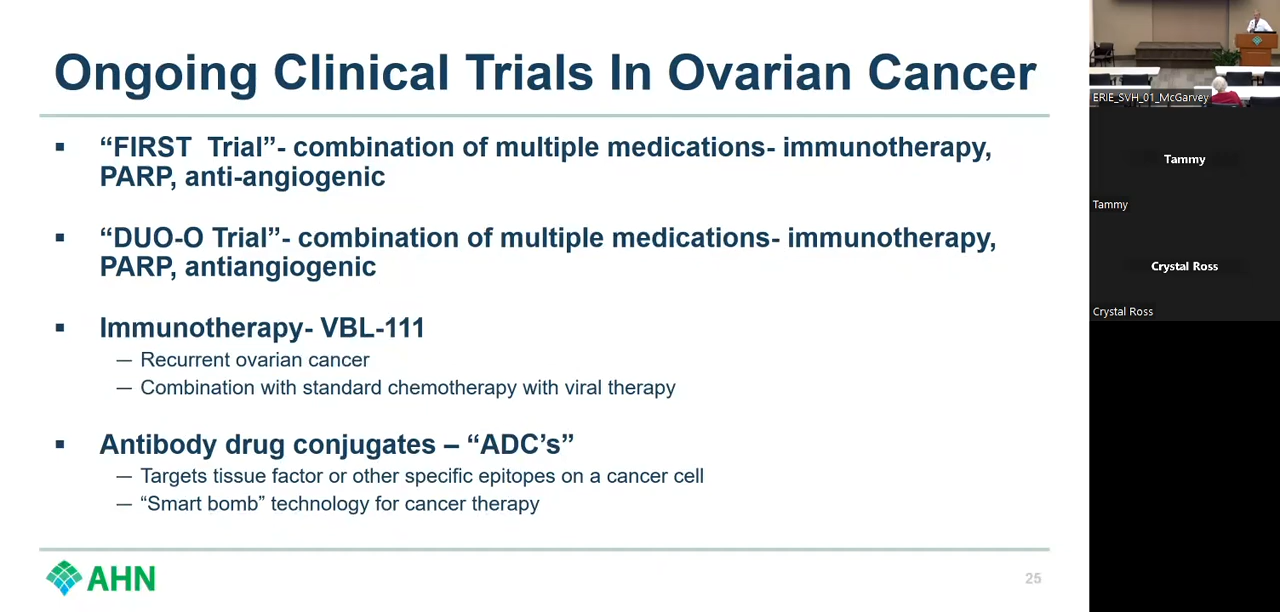 Ongoing Clinical Trials In Ovarian Cancer
▪ “FIRST  Trial”- combination of multiple medications- immunotherapy,
PARP, anti-angiogenic
▪ “DUO-O Trial”- combination of multiple medications- immunotherapy,
PARP, antiangiogenic
▪ Immunotherapy- VBL-111
— Recurrent ovarian cancer
— Combination with standard chemotherapy with viral therapy
▪ Antibody drug conjugates – “ADC’s”
— Targets tissue factor or other specific epitopes on a cancer cell
— “Smart bomb” technology for cancer therapy
AHN
25
ERIE_SVH_01_McGarvey
Tammy
Tammy
Crystal Ross
Crystal Ross